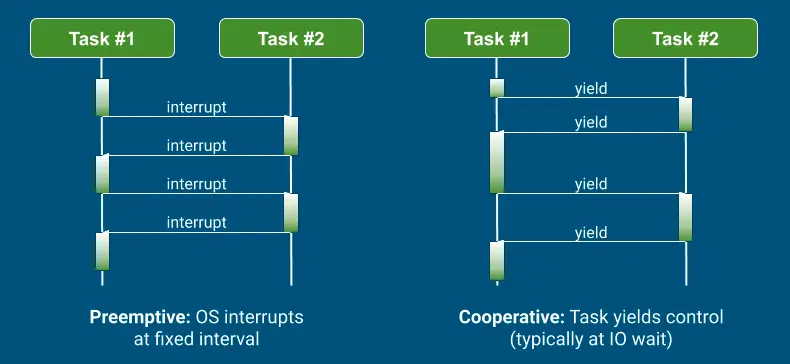 Task #1
Task #2
interrupt
interrupt
interrupt
interrupt
Preemptive: OS interrupts
at fixed interval
Task #1
Task #2
yield
yield
yield
yield
Cooperative: Task yields control
(typically at IO wait)